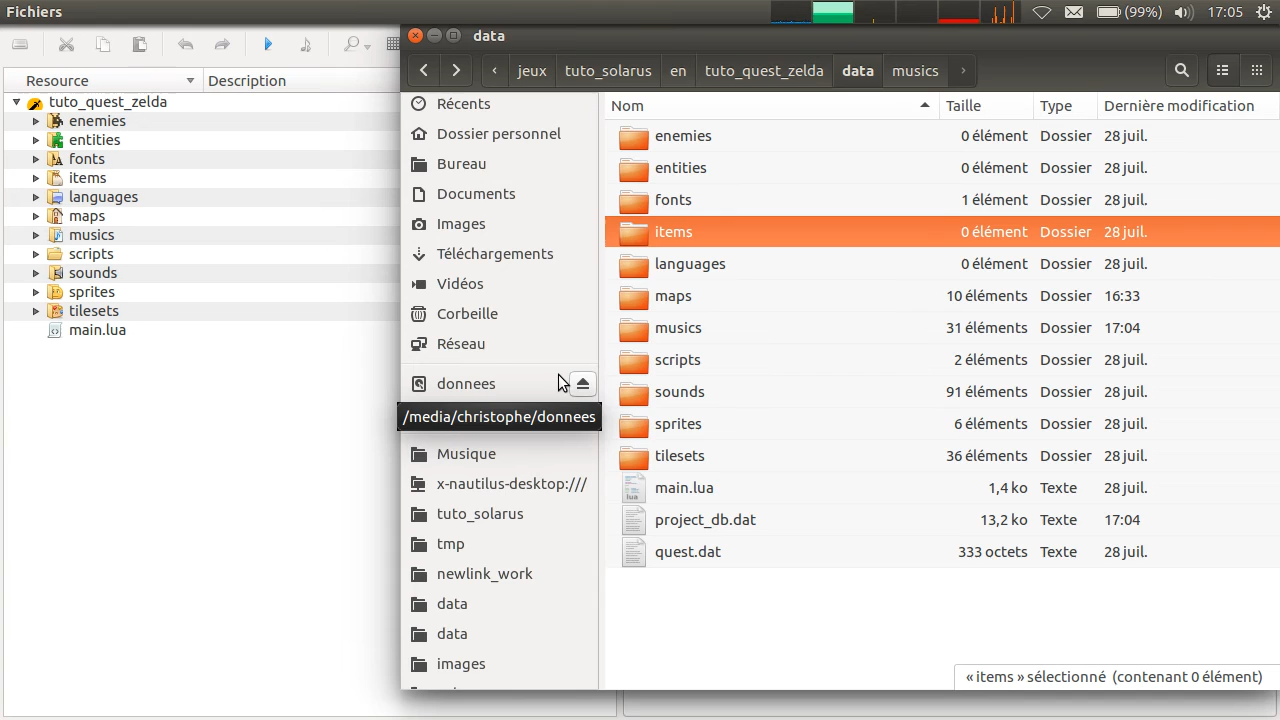 Fichiers
(99%)
17:05
Resource
Description
tuto_quest_zelda
enemies
entities
fonts
items
languages
maps
musics
scripts
sounds
sprites
tilesets
main.lua
data
jeux
tuto_solarus
en
tuto_quest_zelda
data
musics
Récents
Dossier personnel
Bureau
Documents
Images
Téléchargements
Vidéos
Corbeille
Réseau
donnees
/media/christophe/donnees
Musique
x-nautilus-desktop:///
tuto_solarus
tmp
newlink_work
data
data
images
Nom Taille Type Dernière modification
enemies 0 élément Dossier 28 juil.
entities 0 élément Dossier 28 juil.
fonts 1 élément Dossier 28 juil.
items 0 élément Dossier 28 juil.
languages 0 élément Dossier 28 juil.
maps 10 éléments Dossier 16:33
musics 31 éléments Dossier 17:04
scripts 2 éléments Dossier 28 juil.
sounds 91 éléments Dossier 28 juil.
sprites 6 éléments Dossier 28 juil.
tilesets 36 éléments Dossier 28 juil.
main.lua 1,4 ko Texte 28 juil.
project_db.dat 13,2 ko Texte 17:04
quest.dat 333 octets Texte 28 juil.
« items » sélectionné (contenant 0 élément)